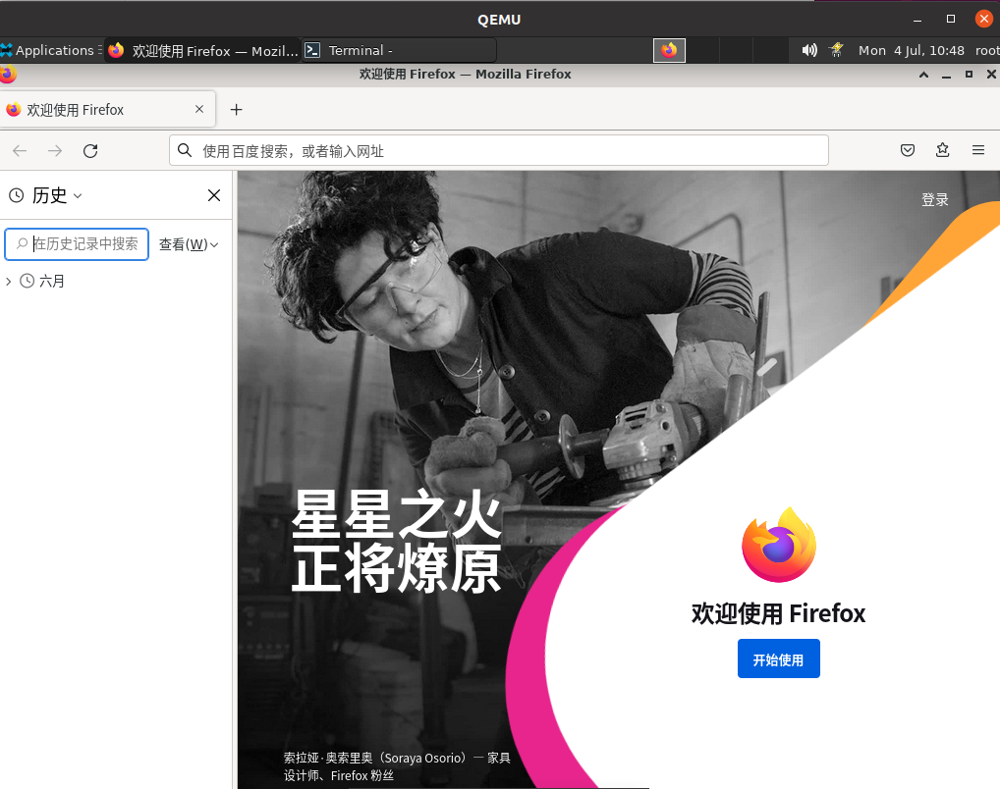 QEMU
Applications
欢迎使用 Firefox — Mozil...
Terminal -
Mon 4 Jul, 10:48
root
欢迎使用 Firefox — Mozilla Firefox
欢迎使用 Firefox
使用百度搜索，或者输入网址
历史
登录
在历史记录中搜索
查看(W)
六月
星星之火
正将燎原
欢迎使用 Firefox
开始使用
索拉娅·奥索里奥（Soraya Osorio）— 家具
设计师、Firefox 粉丝